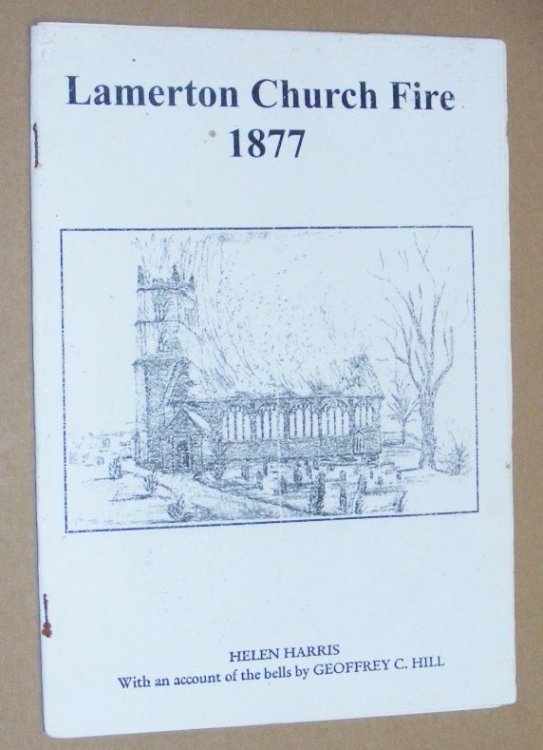 Lamerton Church Fire
1877
HELEN HARRIS
With an account of the bells by GEOFFREY C. HILL